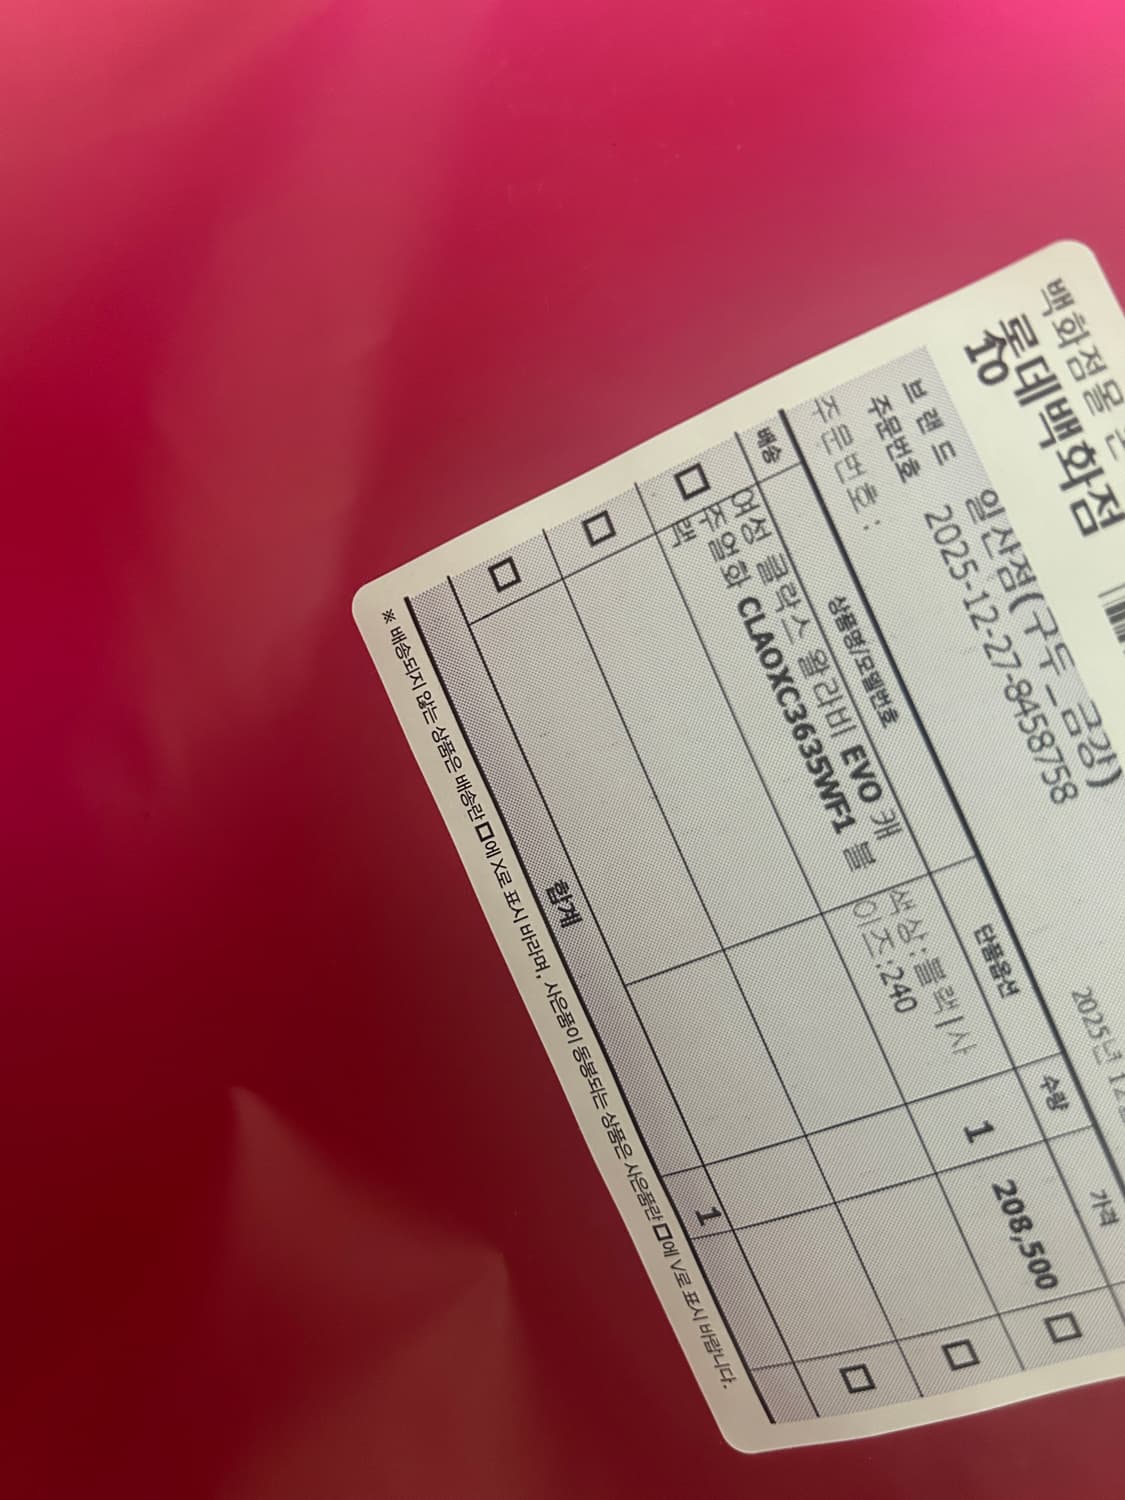 백화점몰
롯데백화점
10
브 랜 드 일산점(구두_금강)
주문번호 2025-12-27-8458758
주문번호 :
2025년
배송 상품명/모델번호 단품옵션 수량 가격
□ 여성 클락스 왈라비 EVO 캐주얼화 CLAOXC3635WF1 블랙 색상:블랙|사이즈:240 1 208,500 □
□ □
□ □
합계 1
※ 배송되지 않는 상품은 배송란 □에 X로 표시 바라며, 사은품이 동봉되는 상품은 사은품란 □에 V로 표시 바랍니다.